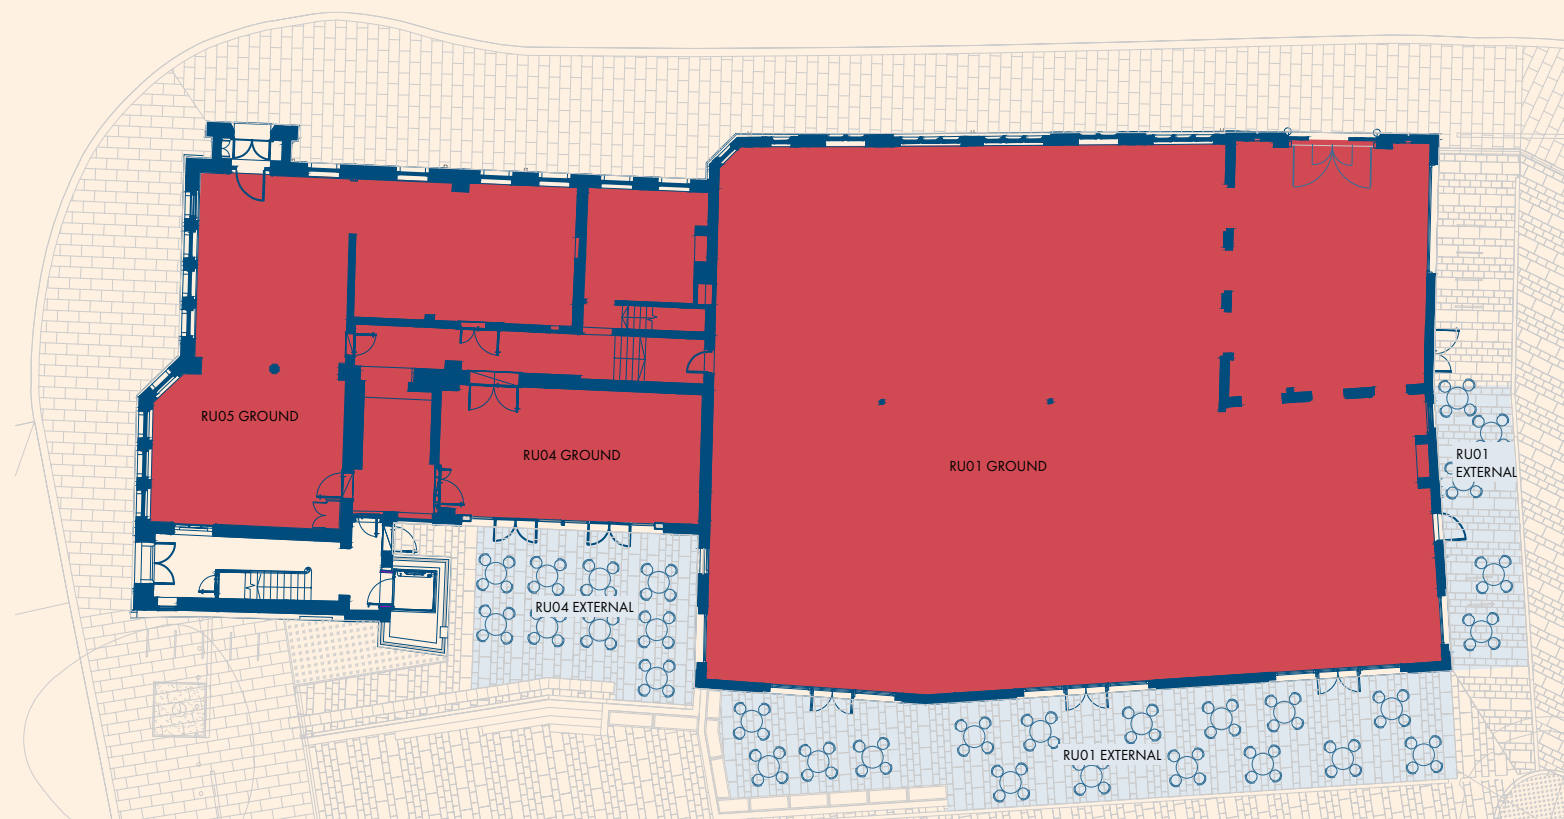 RU05 GROUND
RU04 GROUND
RU01 GROUND
RU01
EXTERNAL
RU04 EXTERNAL
RU01 EXTERNAL